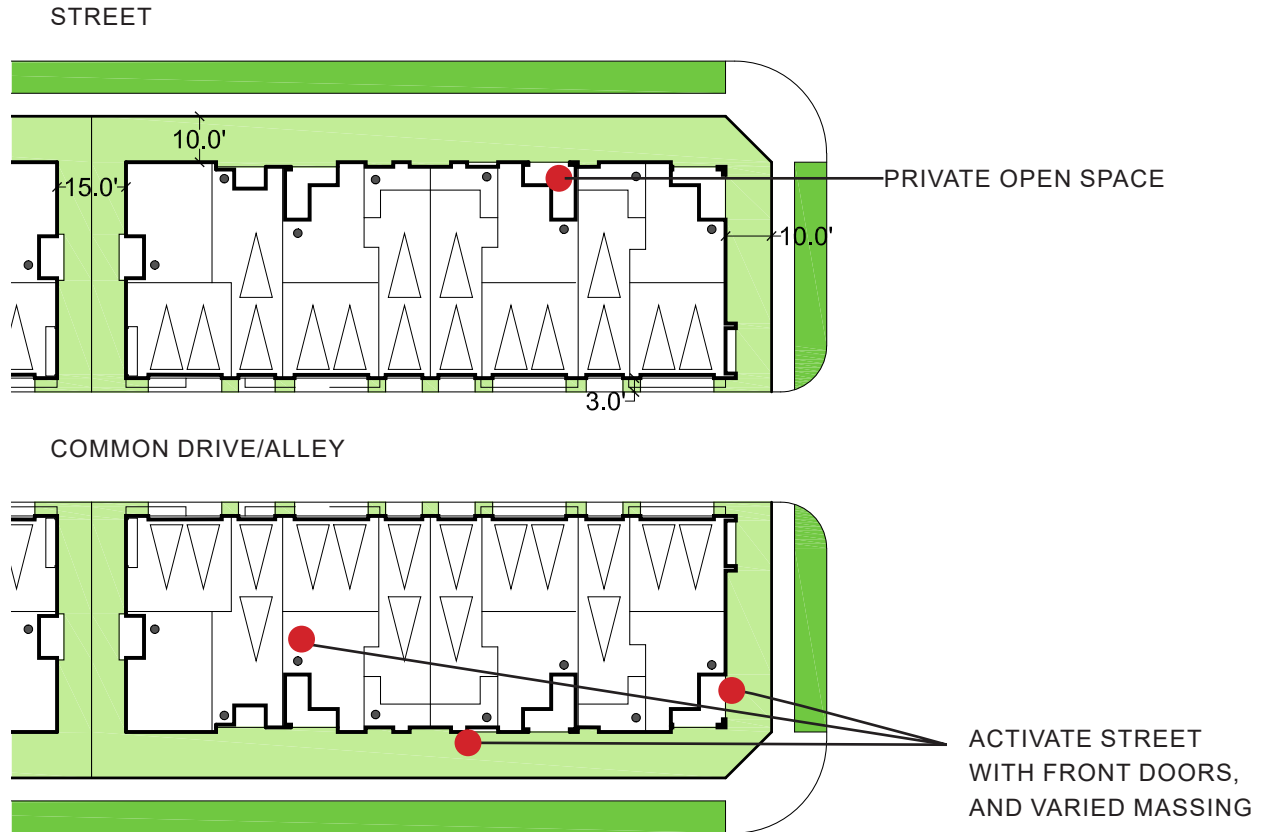 STREET
10.0'
15.0'
PRIVATE OPEN SPACE
10.0'
3.0'
COMMON DRIVE/ALLEY
ACTIVATE STREET
WITH FRONT DOORS,
AND VARIED MASSING